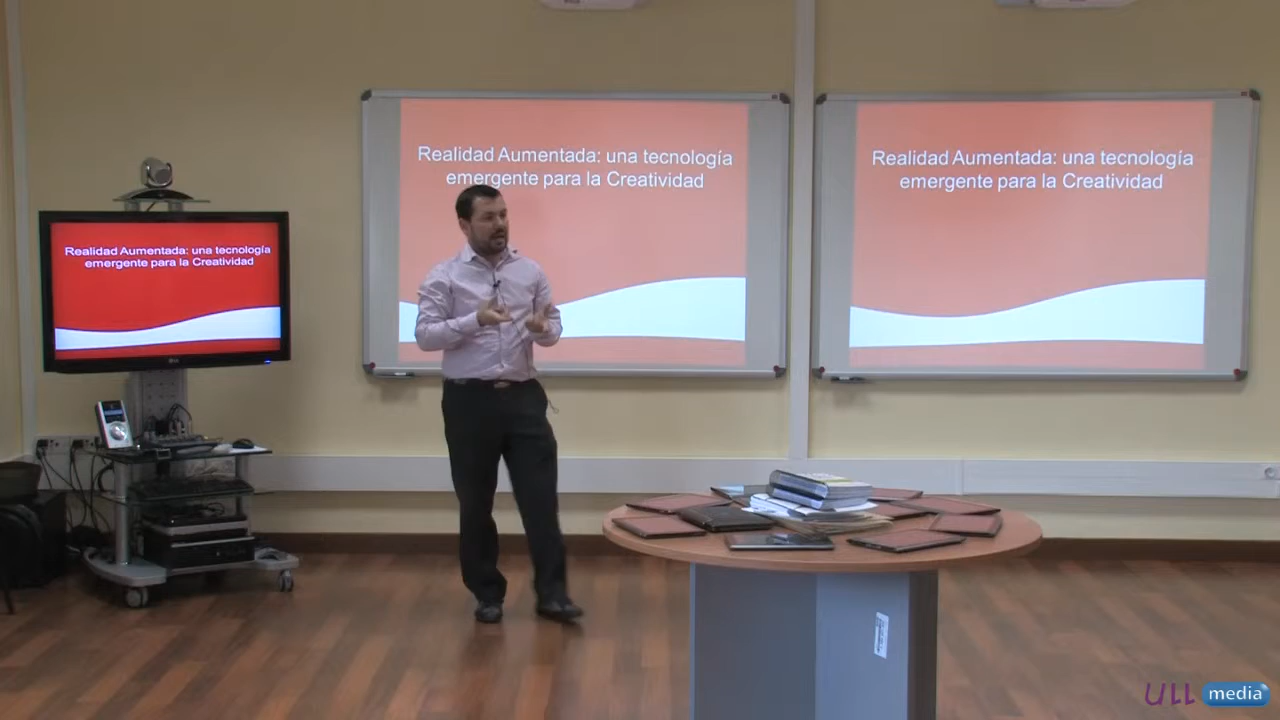 Realidad Aumentada: una tecnología
emergente para la Creatividad
Realidad Aumentada: una tecnología
emergente para la Creatividad
Realidad Aumentada: una tecnología
emergente para la Creatividad
ULL media